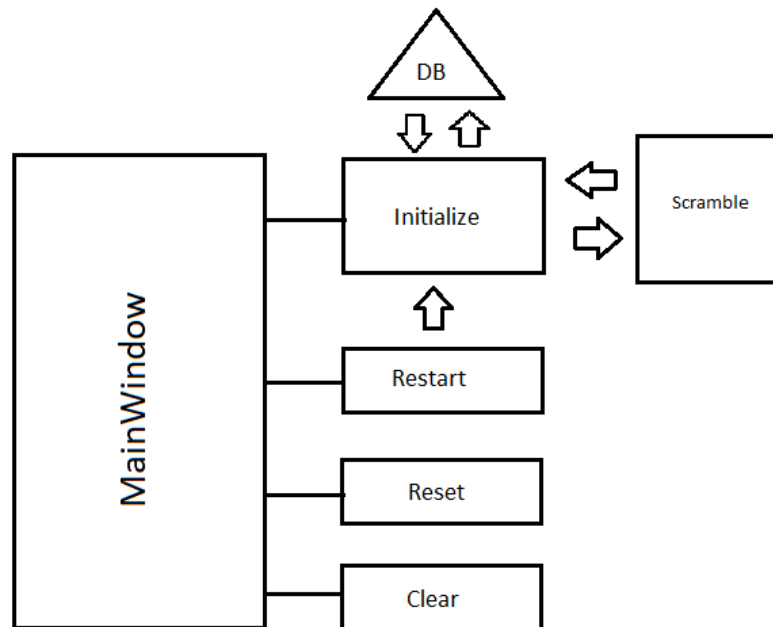 DB
Initialize
Scramble
MainWindow
Restart
Reset
Clear